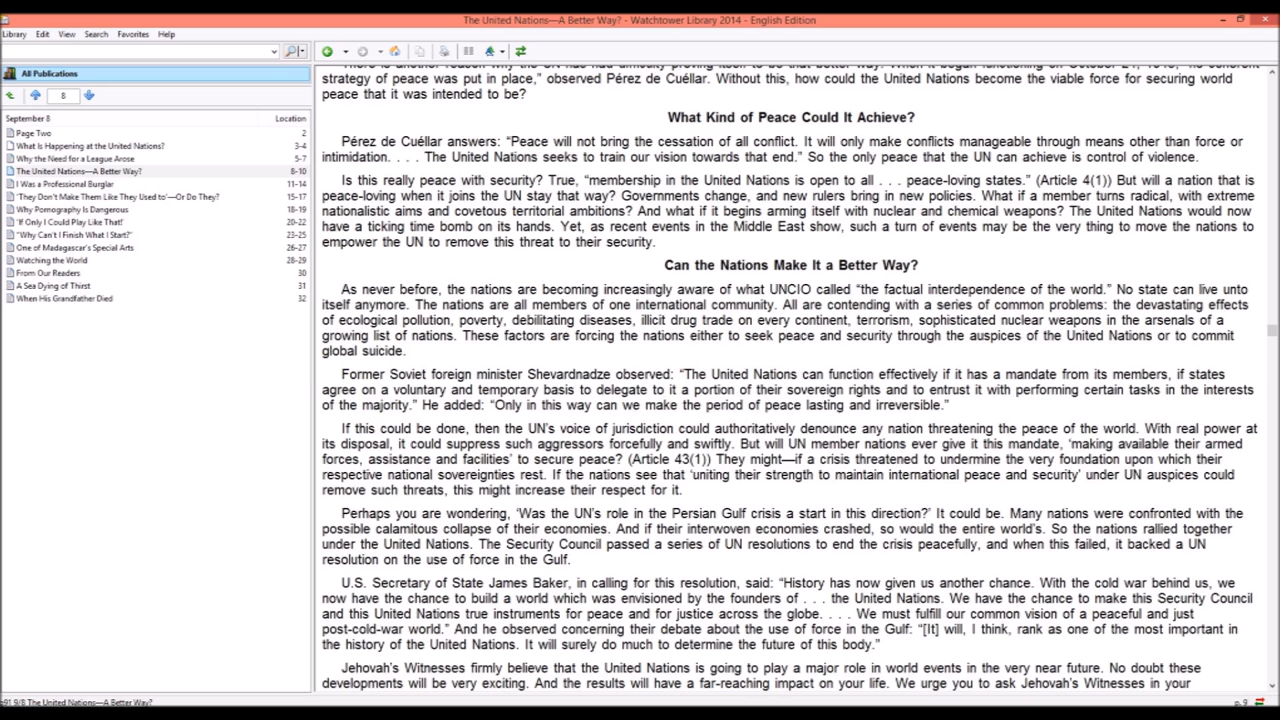 The United Nations—A Better Way? - Watchtower Library 2014 - English Edition
Library Edit View Search Favorites Help
All Publications
8
September 8 Location
Page Two 2
What Is Happening at the United Nations? 3-4
Why the Need for a League Arose 5-7
The United Nations—A Better Way? 8-10
I Was a Professional Burglar 11-14
'They Don't Make Them Like They Used to'—Or Do They? 15-17
Why Pornography Is Dangerous 18-19
'If Only I Could Play Like That!' 20-22
"Why Can't I Finish What I Start?" 23-25
One of Madagascar's Special Arts 26-27
Watching the World 28-29
From Our Readers 30
A Sea Dying of Thirst 31
When His Grandfather Died 32
strategy of peace was put in place,” observed Pérez de Cuéllar. Without this, how could the United Nations become the viable force for securing world
peace that it was intended to be?
What Kind of Peace Could It Achieve?
Pérez de Cuéllar answers: “Peace will not bring the cessation of all conflict. It will only make conflicts manageable through means other than force or
intimidation. . . . The United Nations seeks to train our vision towards that end.” So the only peace that the UN can achieve is control of violence.
Is this really peace with security? True, “membership in the United Nations is open to all . . . peace-loving states.” (Article 4(1)) But will a nation that is
peace-loving when it joins the UN stay that way? Governments change, and new rulers bring in new policies. What if a member turns radical, with extreme
nationalistic aims and covetous territorial ambitions? And what if it begins arming itself with nuclear and chemical weapons? The United Nations would now
have a ticking time bomb on its hands. Yet, as recent events in the Middle East show, such a turn of events may be the very thing to move the nations to
empower the UN to remove this threat to their security.
Can the Nations Make It a Better Way?
As never before, the nations are becoming increasingly aware of what UNCIO called “the factual interdependence of the world.” No state can live unto
itself anymore. The nations are all members of one international community. All are contending with a series of common problems: the devastating effects
of ecological pollution, poverty, debilitating diseases, illicit drug trade on every continent, terrorism, sophisticated nuclear weapons in the arsenals of a
growing list of nations. These factors are forcing the nations either to seek peace and security through the auspices of the United Nations or to commit
global suicide.
Former Soviet foreign minister Shevardnadze observed: “The United Nations can function effectively if it has a mandate from its members, if states
agree on a voluntary and temporary basis to delegate to it a portion of their sovereign rights and to entrust it with performing certain tasks in the interests
of the majority.” He added: “Only in this way can we make the period of peace lasting and irreversible.”
If this could be done, then the UN’s voice of jurisdiction could authoritatively denounce any nation threatening the peace of the world. With real power at
its disposal, it could suppress such aggressors forcefully and swiftly. But will UN member nations ever give it this mandate, ‘making available their armed
forces, assistance and facilities’ to secure peace? (Article 43(1)) They might—if a crisis threatened to undermine the very foundation upon which their
respective national sovereignties rest. If the nations see that ‘uniting their strength to maintain international peace and security’ under UN auspices could
remove such threats, this might increase their respect for it.
Perhaps you are wondering, ‘Was the UN’s role in the Persian Gulf crisis a start in this direction?’ It could be. Many nations were confronted with the
possible calamitous collapse of their economies. And if their interwoven economies crashed, so would the entire world’s. So the nations rallied together
under the United Nations. The Security Council passed a series of UN resolutions to end the crisis peacefully, and when this failed, it backed a UN
resolution on the use of force in the Gulf.
U.S. Secretary of State James Baker, in calling for this resolution, said: “History has now given us another chance. With the cold war behind us, we
now have the chance to build a world which was envisioned by the founders of . . . the United Nations. We have the chance to make this Security Council
and this United Nations true instruments for peace and for justice across the globe. . . . We must fulfill our common vision of a peaceful and just
post-cold-war world.” And he observed concerning their debate about the use of force in the Gulf: “[It] will, I think, rank as one of the most important in
the history of the United Nations. It will surely do much to determine the future of this body.”
Jehovah’s Witnesses firmly believe that the United Nations is going to play a major role in world events in the very near future. No doubt these
developments will be very exciting. And the results will have a far-reaching impact on your life. We urge you to ask Jehovah’s Witnesses in your
g91 9/8 The United Nations—A Better Way? p. 9